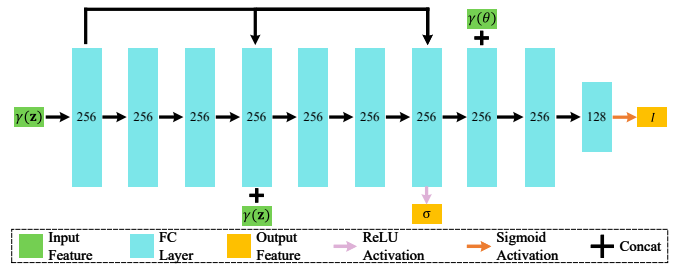 γ(θ)
γ(z)
256
256
256
256
256
256
256
256
256
128
I
γ(z)
σ
Input Feature
FC Layer
Output Feature
ReLU Activation
Sigmoid Activation
Concat